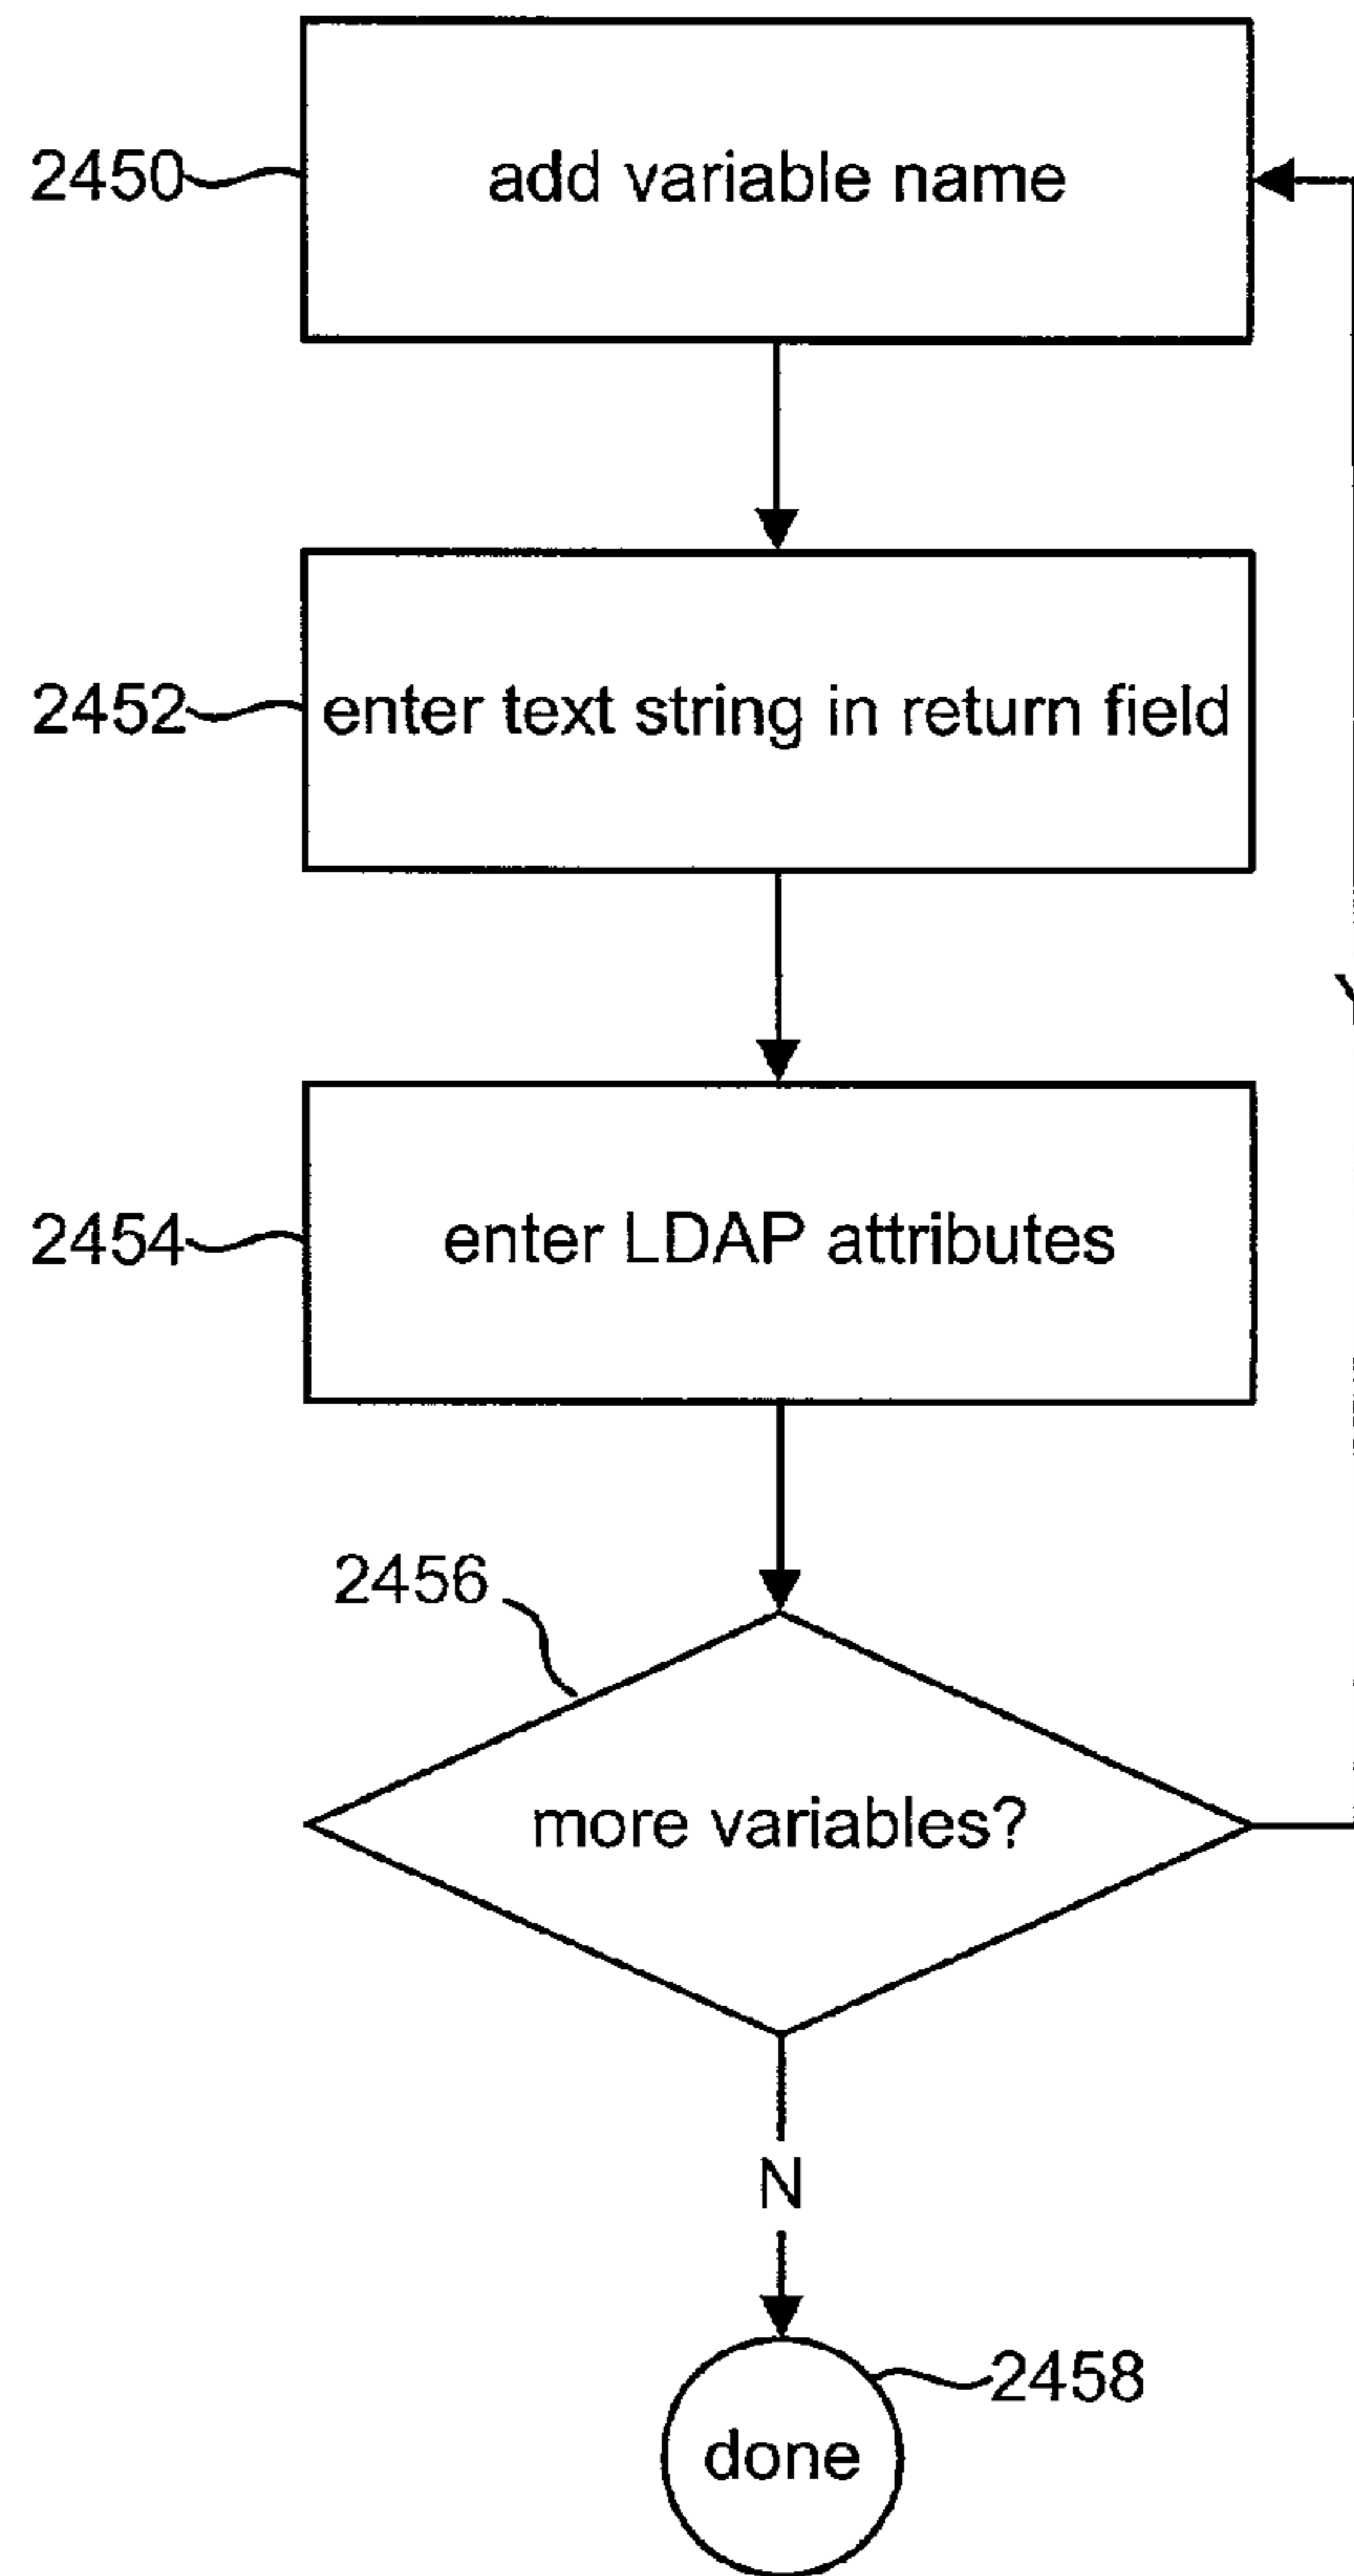 2450
add variable name
2452
enter text string in return field
2454
enter LDAP attributes
2456
more variables?
N
2458
done